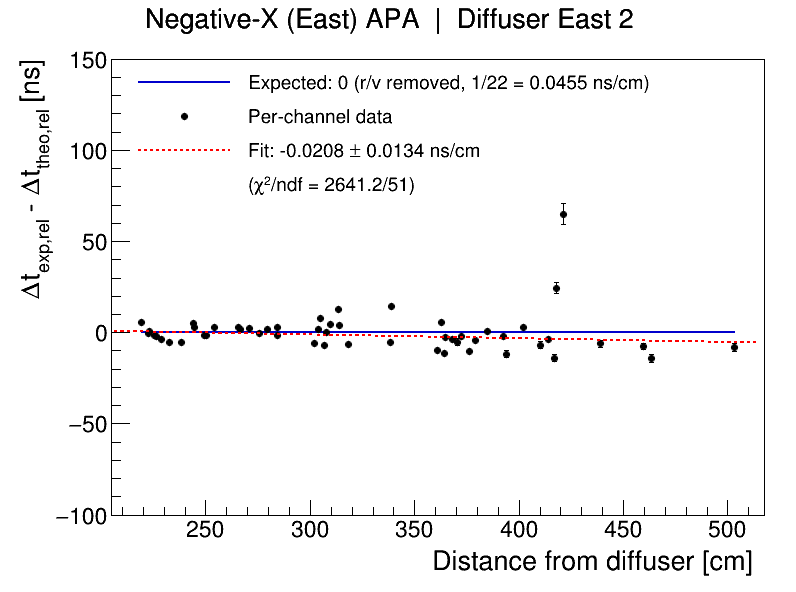 Negative-X (East) APA | Diffuser East 2
Δt_exp,rel - Δt_theo,rel [ns]
150
100
50
0
−50
−100
Expected: 0 (r/v removed, 1/22 = 0.0455 ns/cm)
Per-channel data
Fit: -0.0208 ± 0.0134 ns/cm
(χ²/ndf = 2641.2/51)
250 300 350 400 450 500
Distance from diffuser [cm]